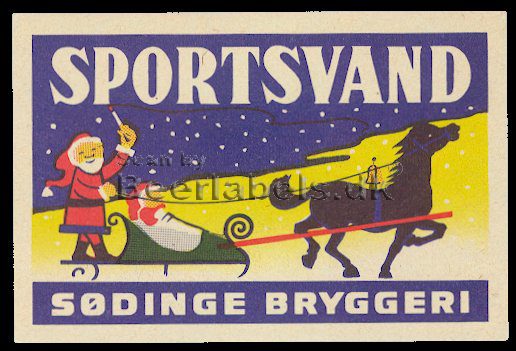 SPORTSVAND
Scan by
Beerlabels.dk
SØDINGE BRYGGERI